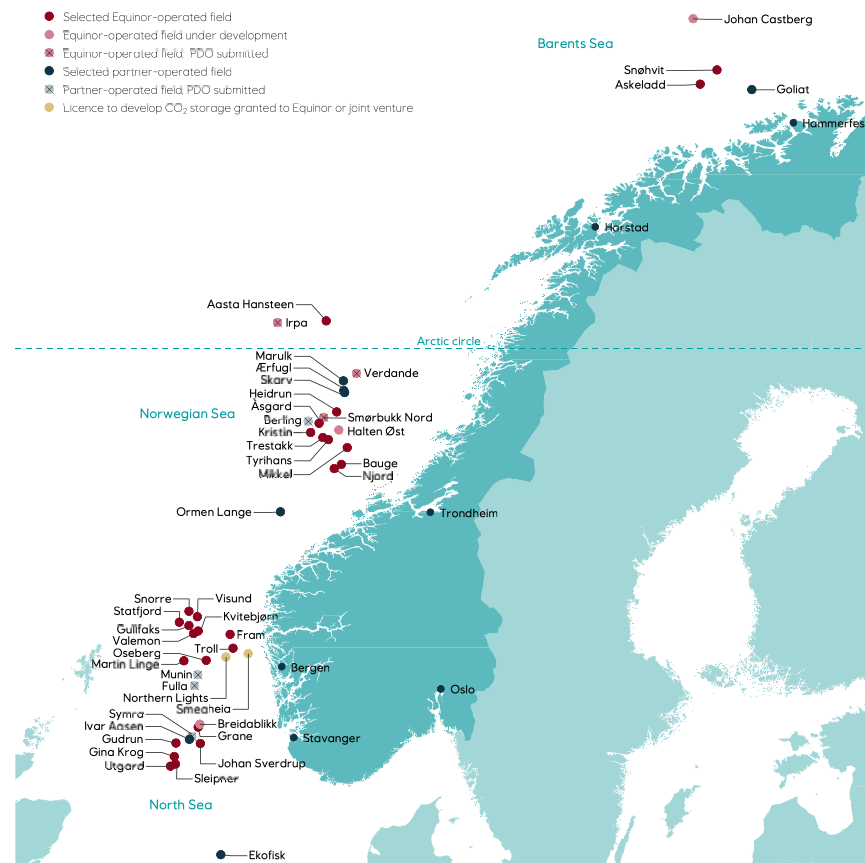 Selected Equinor-operated field
Equinor-operated field under development
Equinor-operated field, PDO submitted
Selected partner-operated field
Partner-operated field, PDO submitted
Licence to develop CO₂ storage granted to Equinor or joint venture
Johan Castberg
Barents Sea
Snøhvit
Askeladd
Goliat
Hammerfes
Harstad
Aasta Hansteen
Irpa
Arctic circle
Marulk
Ærfugl
Verdande
Skarv
Heidrun
Norwegian Sea
Åsgard
Berling
Smørbukk Nord
Kristin
Halten Øst
Trestakk
Tyrihans
Bauge
Mikkel
Njord
Ormen Lange
Trondheim
Snorre
Visund
Statfjord
Kvitebjørn
Gullfaks
Fram
Valemon
Troll
Oseberg
Martin Linge
Bergen
Munin
Fulla
Oslo
Northern Lights
Smeaheia
Symra
Breidablikk
Ivar Aasen
Grane
Gudrun
Stavanger
Gina Krog
Johan Sverdrup
Utgard
Sleipner
North Sea
Ekofisk